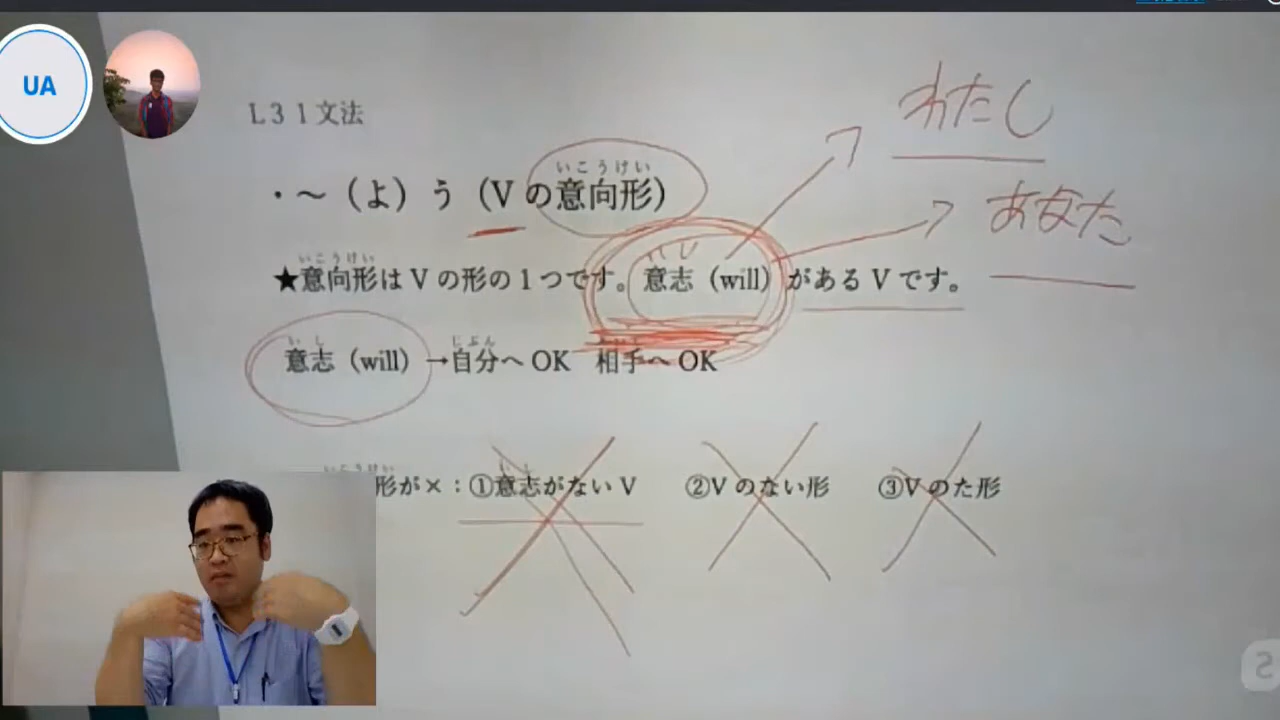 UA
L31文法
わたし
いこうけい
・～（よ）う（Vの意向形）
あなた
いこうけい
いし
★意向形はVの形の1つです。意志（will）があるVです。
いし じぶん
意志（will）→自分へOK 相手へOK
いこうけい
形が×：①意志がないV ②Vのない形 ③Vのた形